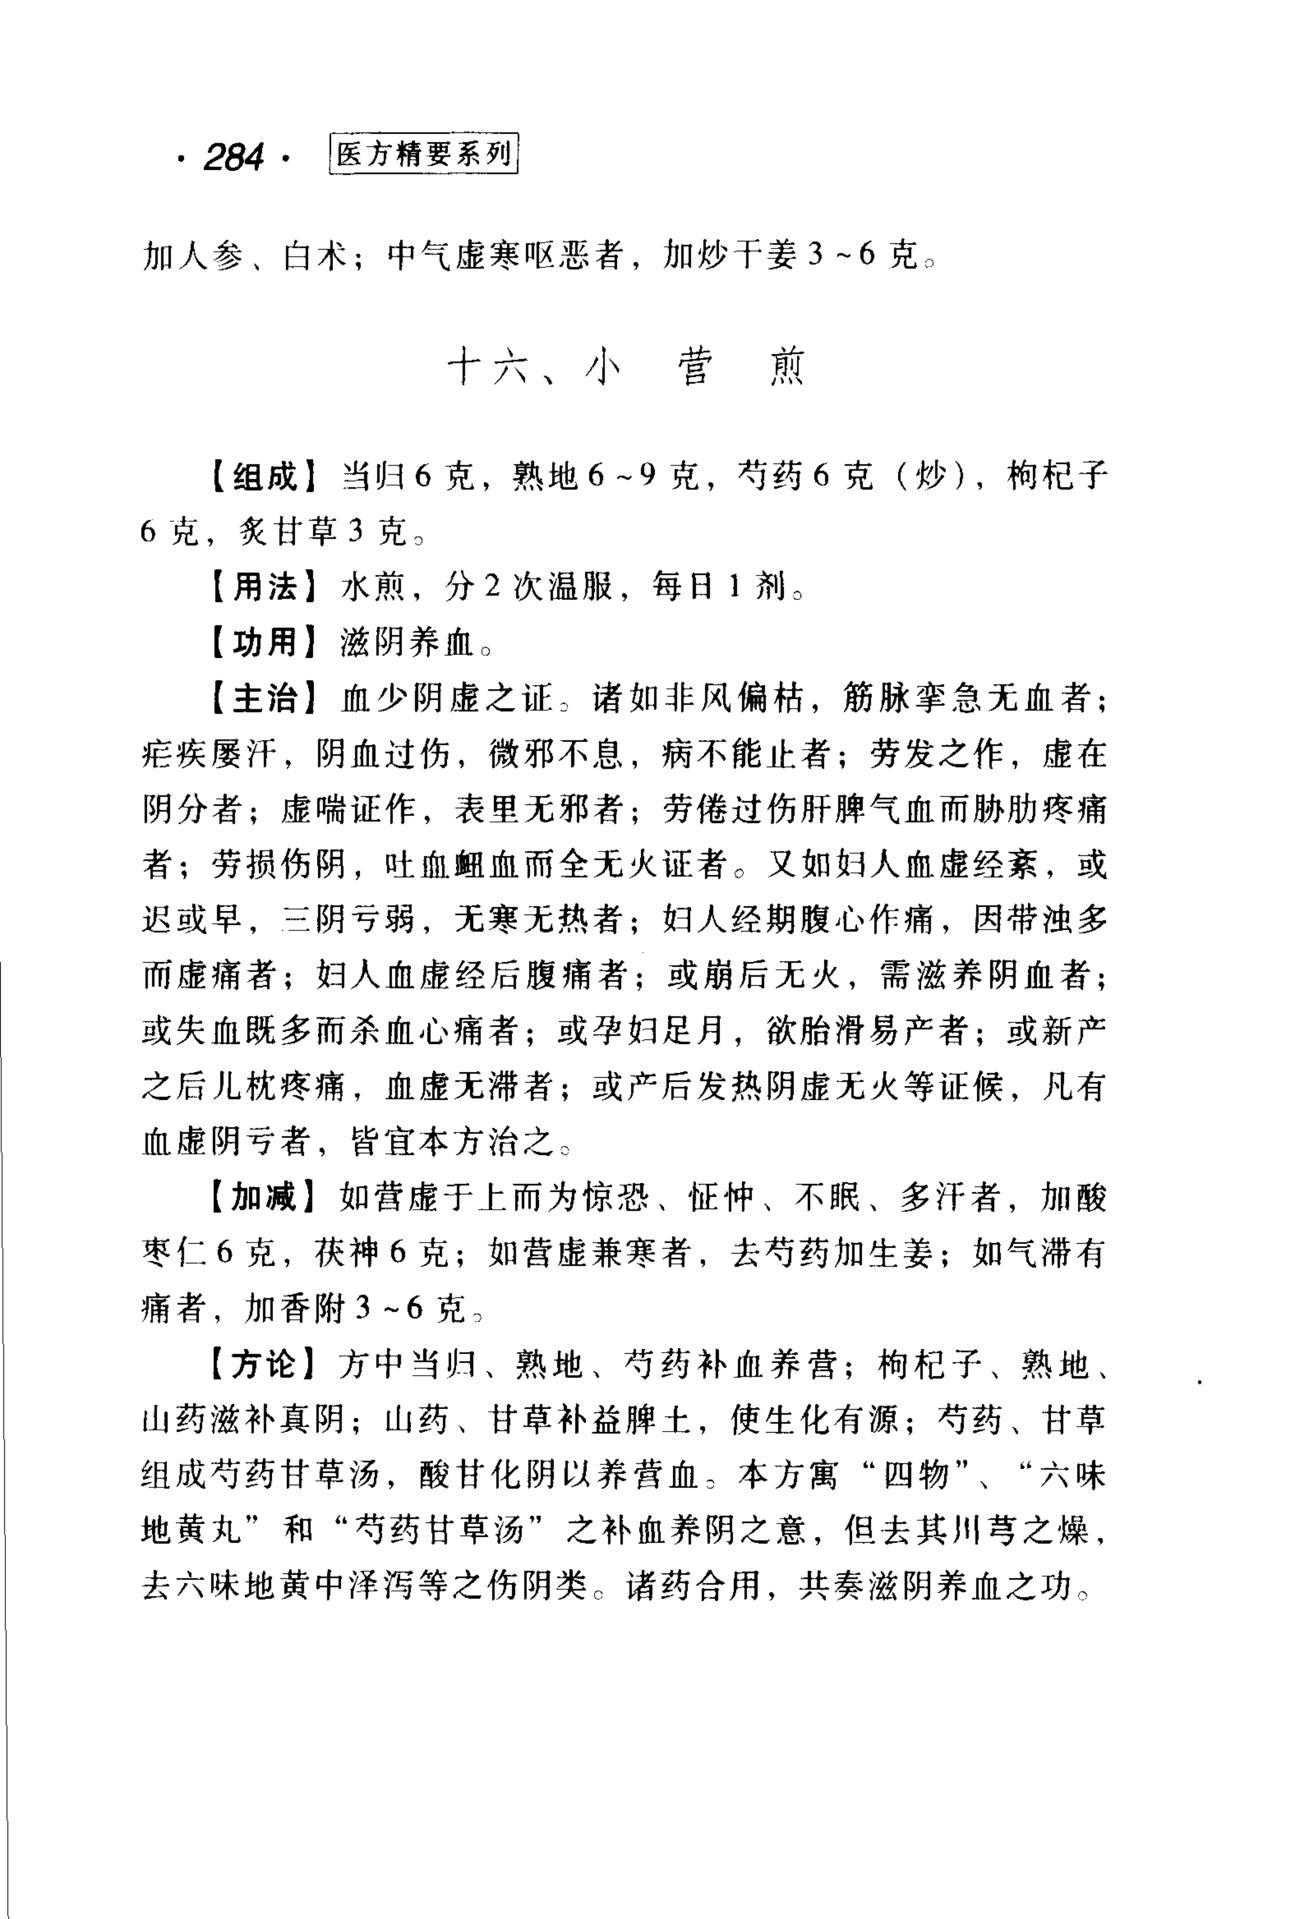 ·284· 医方精要系列
加人参、白术；中气虚寒呕恶者，加炒干姜3~6克。
十六、小 营 煎
【组成】当归6克，熟地6~9克，芍药6克（炒），枸杞子
6克，炙甘草3克。
【用法】水煎，分2次温服，每日1剂。
【功用】滋阴养血。
【主治】血少阴虚之证。诸如非风偏枯，筋脉挛急无血者；
疟疾屡汗，阴血过伤，微邪不息，病不能止者；劳发之作，虚在
阴分者；虚喘证作，表里无邪者；劳倦过伤肝脾气血而胁肋疼痛
者；劳损伤阴，吐血衄血而全无火证者。又如妇人血虚经紊，或
迟或早，三阴亏弱，无寒无热者；妇人经期腹心作痛，因带浊多
而虚痛者；妇人血虚经后腹痛者；或崩后无火，需滋养阴血者；
或失血既多而杀血心痛者；或孕妇足月，欲胎滑易产者；或新产
之后儿枕疼痛，血虚无滞者；或产后发热阴虚无火等证候，凡有
血虚阴亏者，皆宜本方治之。
【加减】如营虚于上而为惊恐、怔忡、不眠、多汗者，加酸
枣仁6克，茯神6克；如营虚兼寒者，去芍药加生姜；如气滞有
痛者，加香附3~6克。
【方论】方中当归、熟地、芍药补血养营；枸杞子、熟地、
山药滋补真阴；山药、甘草补益脾土，使生化有源；芍药、甘草
组成芍药甘草汤，酸甘化阴以养营血。本方寓“四物”、“六味
地黄丸”和“芍药甘草汤”之补血养阴之意，但去其川芎之燥，
去六味地黄中泽泻等之伤阴类。诸药合用，共奏滋阴养血之功。